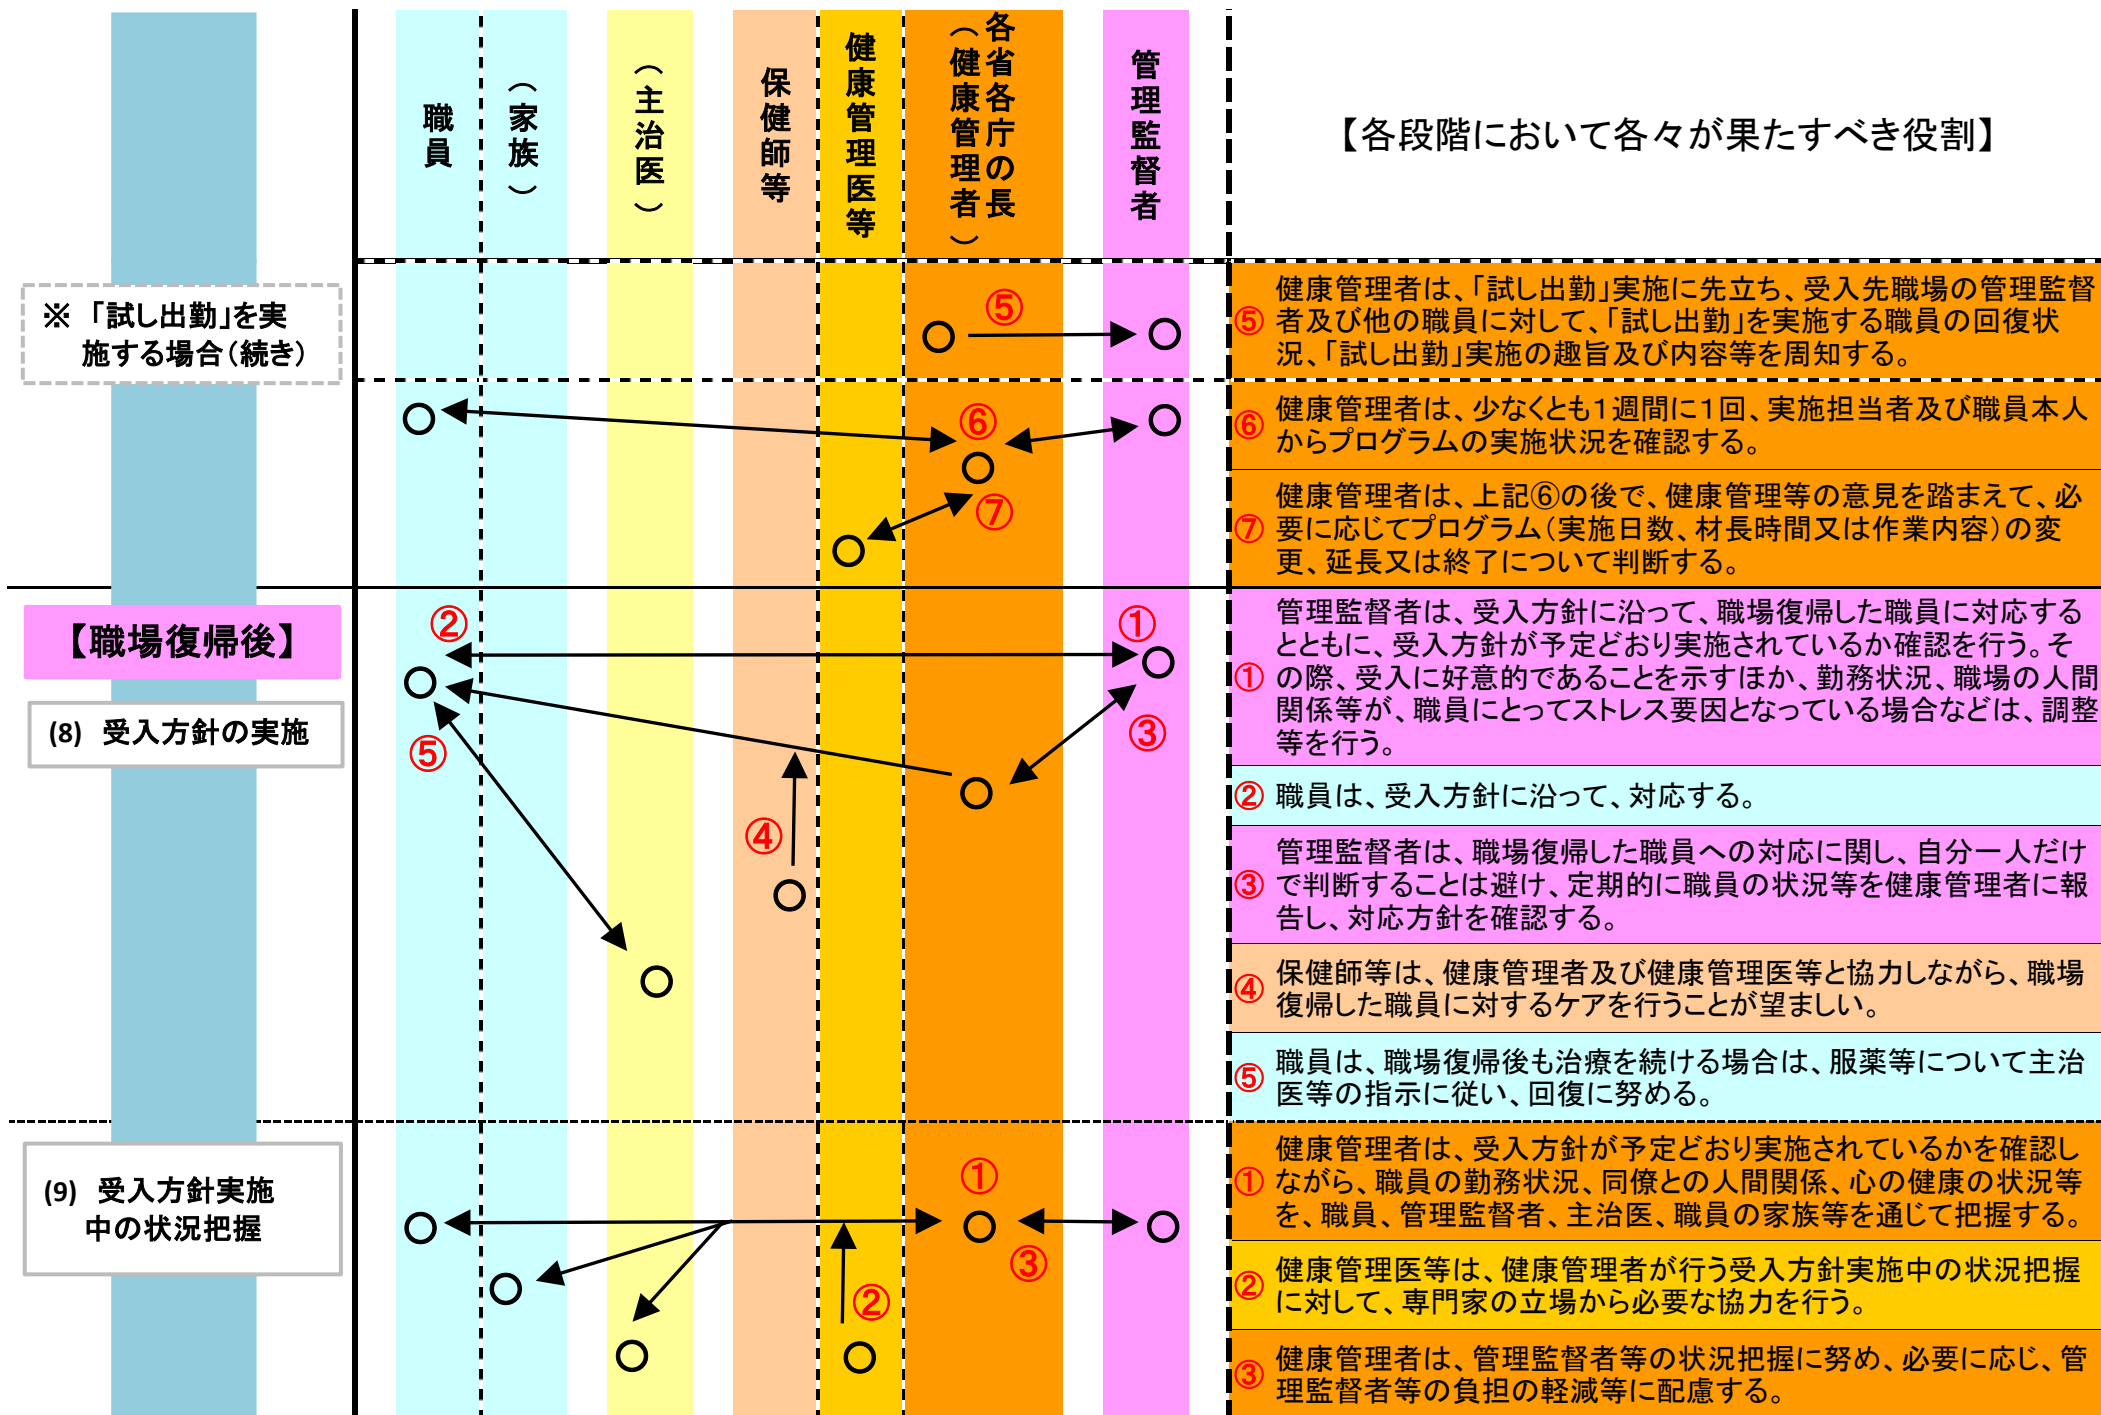 職員
（家族）
（主治医）
保健師等
健康管理医等
各省各庁の長
（健康管理者）
管理監督者
【各段階において各々が果たすべき役割】
※ 「試し出勤」を実
施する場合（続き）
⑤
⑤
健康管理者は、「試し出勤」実施に先立ち、受入先職場の管理監督
者及び他の職員に対して、「試し出勤」を実施する職員の回復状
況、「試し出勤」実施の趣旨及び内容等を周知する。
⑥
⑥
健康管理者は、少なくとも１週間に１回、実施担当者及び職員本人
からプログラムの実施状況を確認する。
⑦
⑦
健康管理者は、上記⑥の後で、健康管理等の意見を踏まえて、必
要に応じてプログラム（実施日数、材長時間又は作業内容）の変
更、延長又は終了について判断する。
【職場復帰後】
(8) 受入方針の実施
②
①
⑤
③
④
①
管理監督者は、受入方針に沿って、職場復帰した職員に対応する
とともに、受入方針が予定どおり実施されているか確認を行う。そ
の際、受入に好意的であることを示すほか、勤務状況、職場の人間
関係等が、職員にとってストレス要因となっている場合などは、調整
等を行う。
② 職員は、受入方針に沿って、対応する。
③
管理監督者は、職場復帰した職員への対応に関し、自分一人だけ
で判断することは避け、定期的に職員の状況等を健康管理者に報
告し、対応方針を確認する。
④
保健師等は、健康管理者及び健康管理医等と協力しながら、職場
復帰した職員に対するケアを行うことが望ましい。
⑤
職員は、職場復帰後も治療を続ける場合は、服薬等について主治
医等の指示に従い、回復に努める。
(9) 受入方針実施
中の状況把握
①
③
②
①
健康管理者は、受入方針が予定どおり実施されているかを確認し
ながら、職員の勤務状況、同僚との人間関係、心の健康の状況等
を、職員、管理監督者、主治医、職員の家族等を通じて把握する。
②
健康管理医等は、健康管理者が行う受入方針実施中の状況把握
に対して、専門家の立場から必要な協力を行う。
③
健康管理者は、管理監督者等の状況把握に努め、必要に応じ、管
理監督者等の負担の軽減等に配慮する。